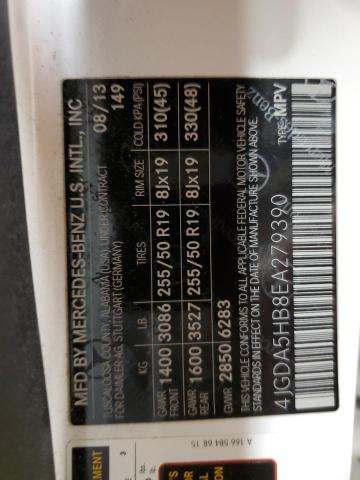 MFD BY MERCEDES-BENZ U.S. INTL., INC.
TUSCALOOSA COUNTY, ALABAMA (USA) UNDER CONTRACT 08/13
FOR DAIMLER AG, STUTTGART (GERMANY) 149
KG LB TIRES RIM SIZE COLD KPA(PSI)
GAWR FRONT 1400 3086 255/50 R19 8Jx19 310(45)
GAWR REAR 1600 3527 255/50 R19 8Jx19 330(48)
GWR 2850 6283
THIS VEHICLE CONFORMS TO ALL APPLICABLE FEDERAL MOTOR VEHICLE SAFETY
STANDARDS IN EFFECT ON THE DATE OF MANUFACTURE SHOWN ABOVE.
4JGDA5HB8EA279390 TYPE: MPV
A 166 584 68 15
3
lbs.
lb.